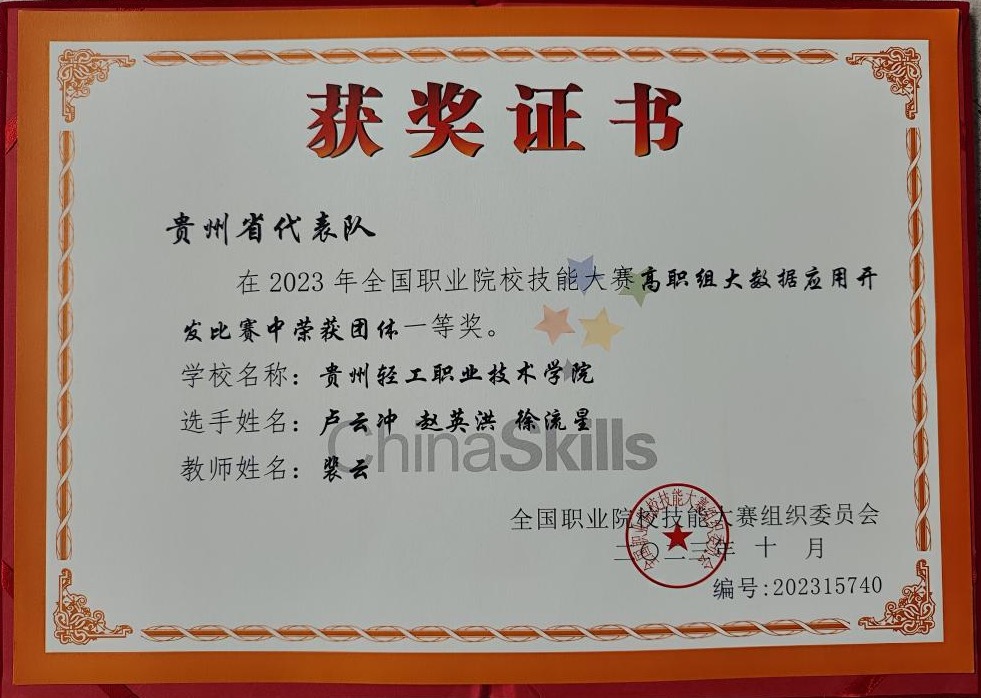 获奖证书
贵州省代表队
在2023年全国职业院校技能大赛高职组大数据应用开
发比赛中荣获团体一等奖。
学校名称：贵州轻工职业技术学院
选手姓名：卢云冲 赵英洪 徐流星
ChinaSkills
教师姓名：裴云
全国职业院校技能大赛组织委员会
二〇二三年 十 月
编号:202315740